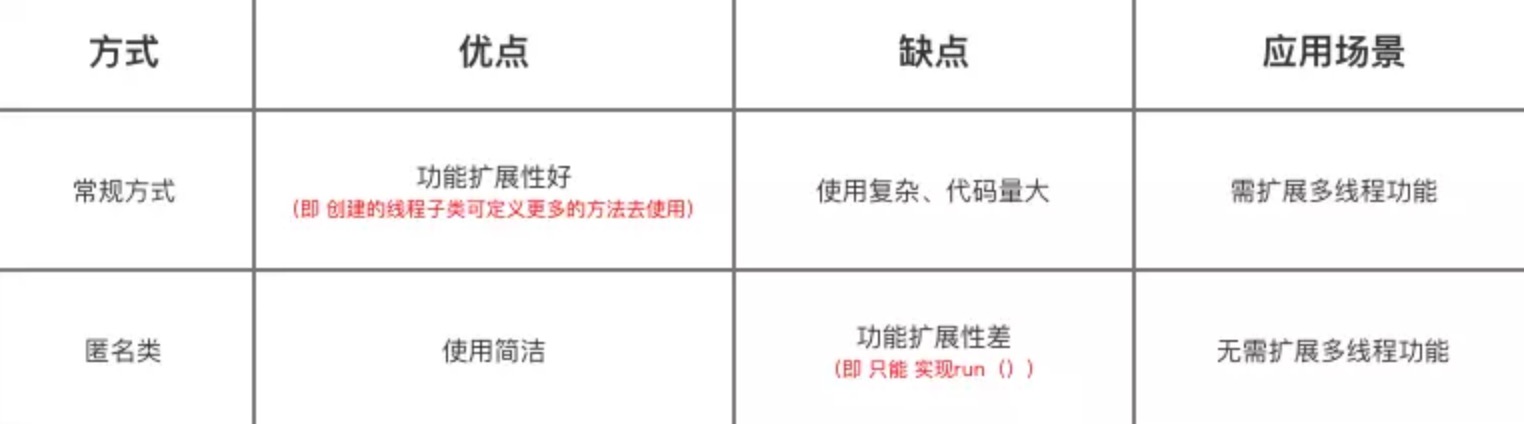 方式
优点
缺点
应用场景
常规方式
功能扩展性好
（即 创建的线程子类可定义更多的方法去使用）
使用复杂、代码量大
需扩展多线程功能
匿名类
使用简洁
功能扩展性差
（即 只能 实现run（））
无需扩展多线程功能